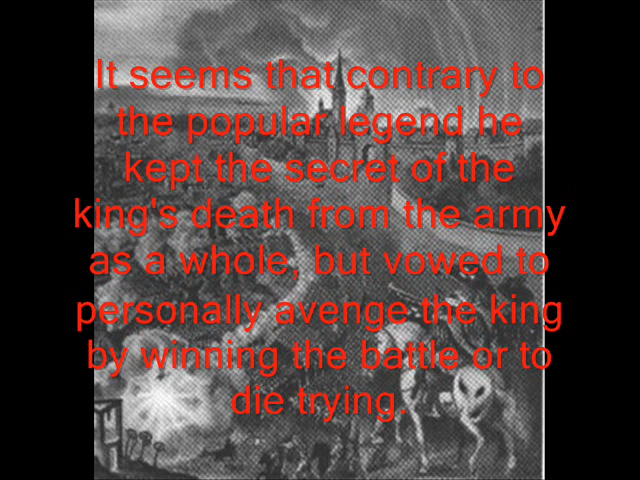 It seems that contrary to
the popular legend he
kept the secret of the
king's death from the army
as a whole, but vowed to
personally avenge the king
by winning the battle or to
die trying.